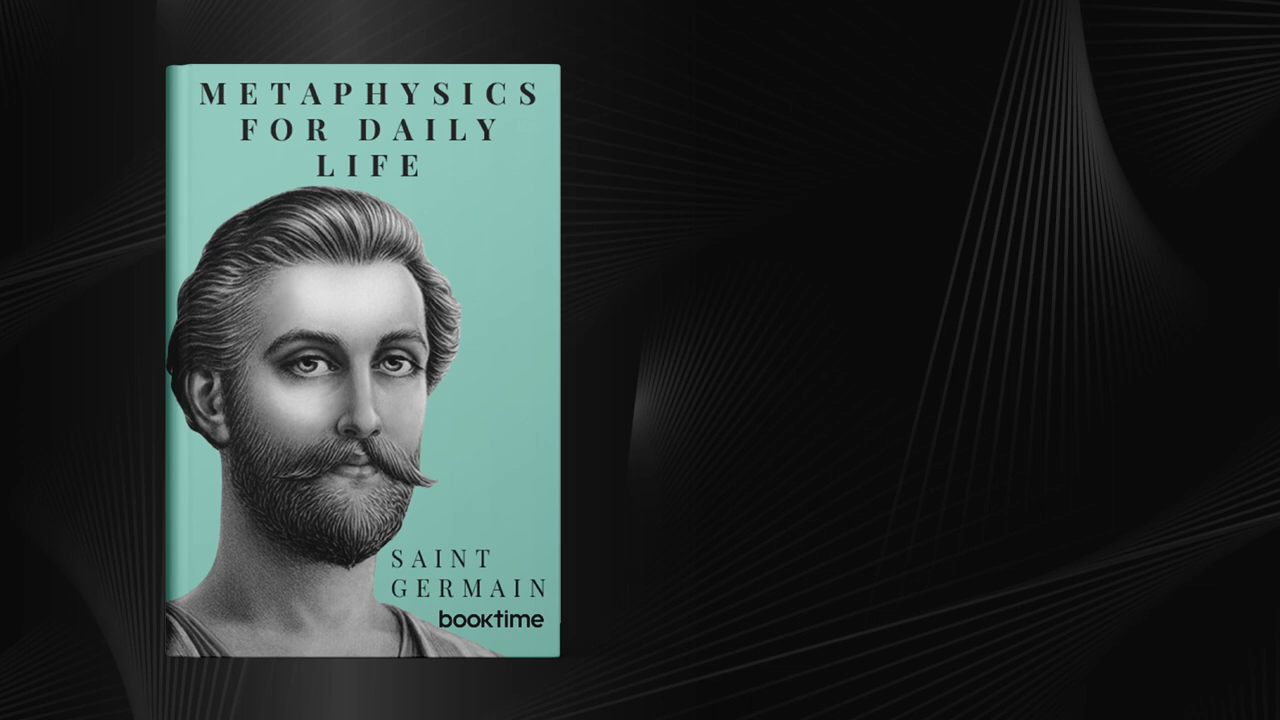 METAPHYSICS
FOR DAILY
LIFE
SAINT
GERMAIN
booktime